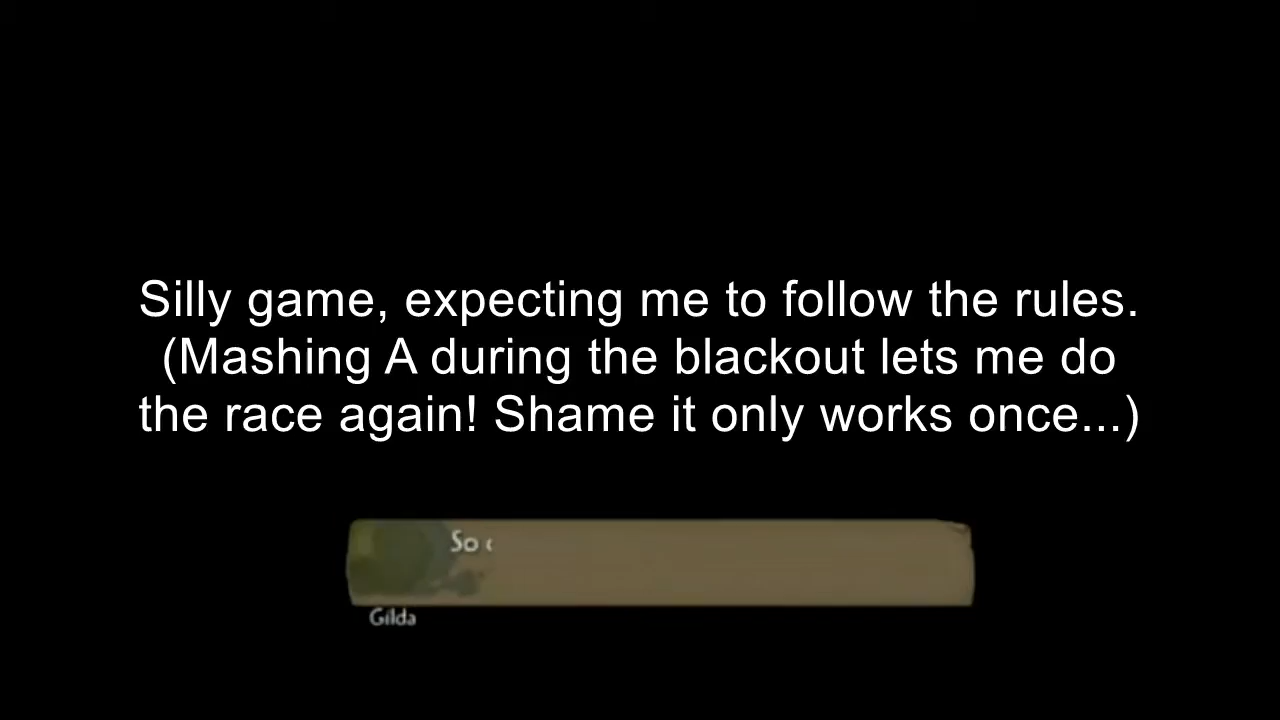 Silly game, expecting me to follow the rules.
(Mashing A during the blackout lets me do
the race again! Shame it only works once...)
So
Gilda